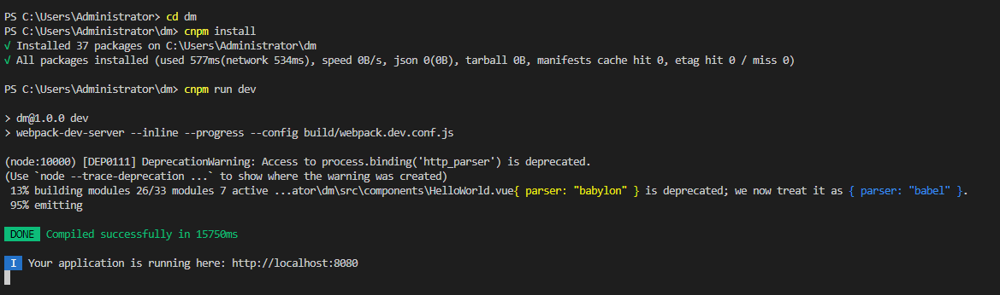 PS C:\Users\Administrator> cd dm
PS C:\Users\Administrator\dm> cnpm install
√ Installed 37 packages on C:\Users\Administrator\dm
√ All packages installed (used 577ms(network 534ms), speed 0B/s, json 0(0B), tarball 0B, manifests cache hit 0, etag hit 0 / miss 0)
PS C:\Users\Administrator\dm> cnpm run dev
> dm@1.0.0 dev
> webpack-dev-server --inline --progress --config build/webpack.dev.conf.js
(node:10000) [DEP0111] DeprecationWarning: Access to process.binding('http_parser') is deprecated.
(Use `node --trace-deprecation ...` to show where the warning was created)
13% building modules 26/33 modules 7 active ...ator\dm\src\components\HelloWorld.vue{ parser: "babylon" } is deprecated; we now treat it as { parser: "babel" }.
95% emitting
DONE Compiled successfully in 15750ms
I Your application is running here: http://localhost:8080